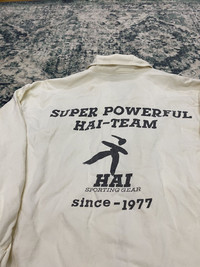 SUPER POWERFUL
HAI-TEAM
HAI
SPORTING GEAR
since-1977